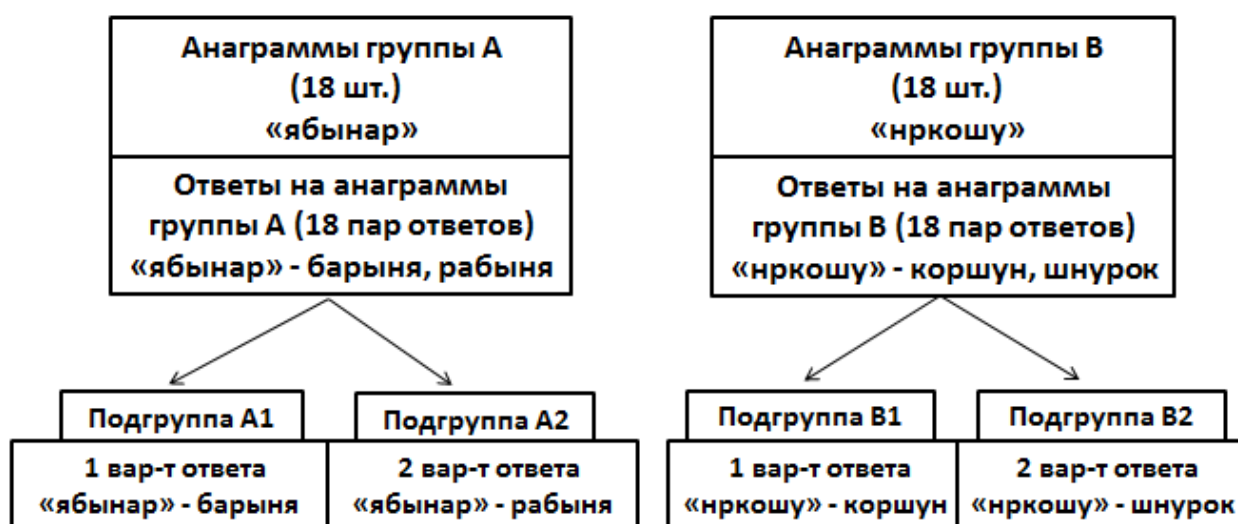 Анаграммы группы А
(18 шт.)
«ябынар»
Ответы на анаграммы
группы А (18 пар ответов)
«ябынар» - барыня, рабыня
Анаграммы группы В
(18 шт.)
«нркошу»
Ответы на анаграммы
группы В (18 пар ответов)
«нркошу» - коршун, шнурок
Подгруппа А1
1 вар-т ответа
«ябынар» - барыня
Подгруппа А2
2 вар-т ответа
«ябынар» - рабыня
Подгруппа В1
1 вар-т ответа
«нркошу» - коршун
Подгруппа В2
2 вар-т ответа
«нркошу» - шнурок